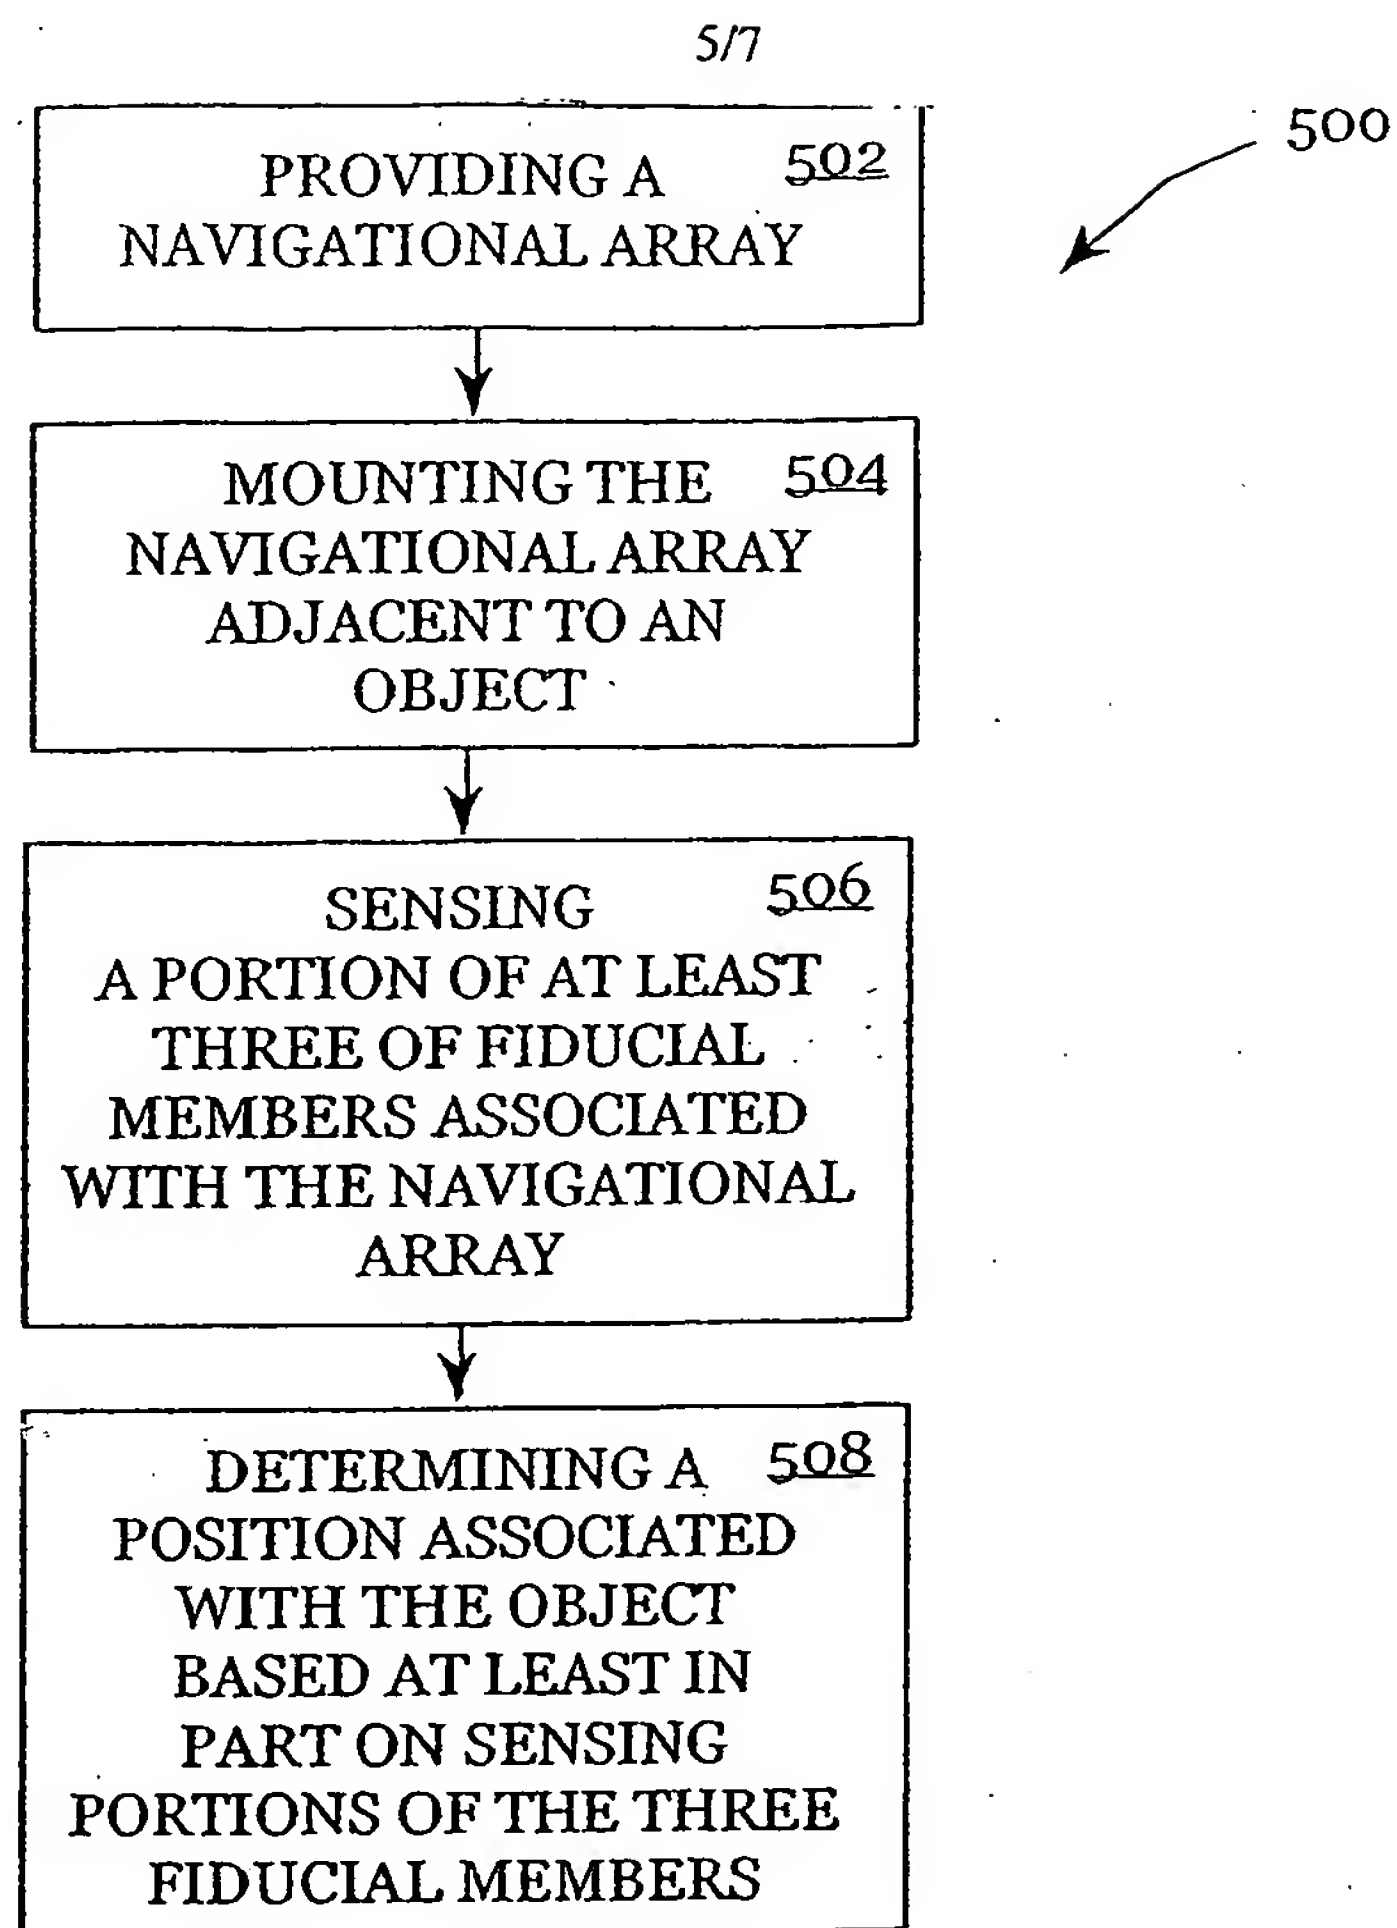 5/7
500
PROVIDING A 502
NAVIGATIONAL ARRAY
MOUNTING THE 504
NAVIGATIONAL ARRAY
ADJACENT TO AN
OBJECT
SENSING 506
A PORTION OF AT LEAST
THREE OF FIDUCIAL
MEMBERS ASSOCIATED
WITH THE NAVIGATIONAL
ARRAY
DETERMINING A 508
POSITION ASSOCIATED
WITH THE OBJECT
BASED AT LEAST IN
PART ON SENSING
PORTIONS OF THE THREE
FIDUCIAL MEMBERS